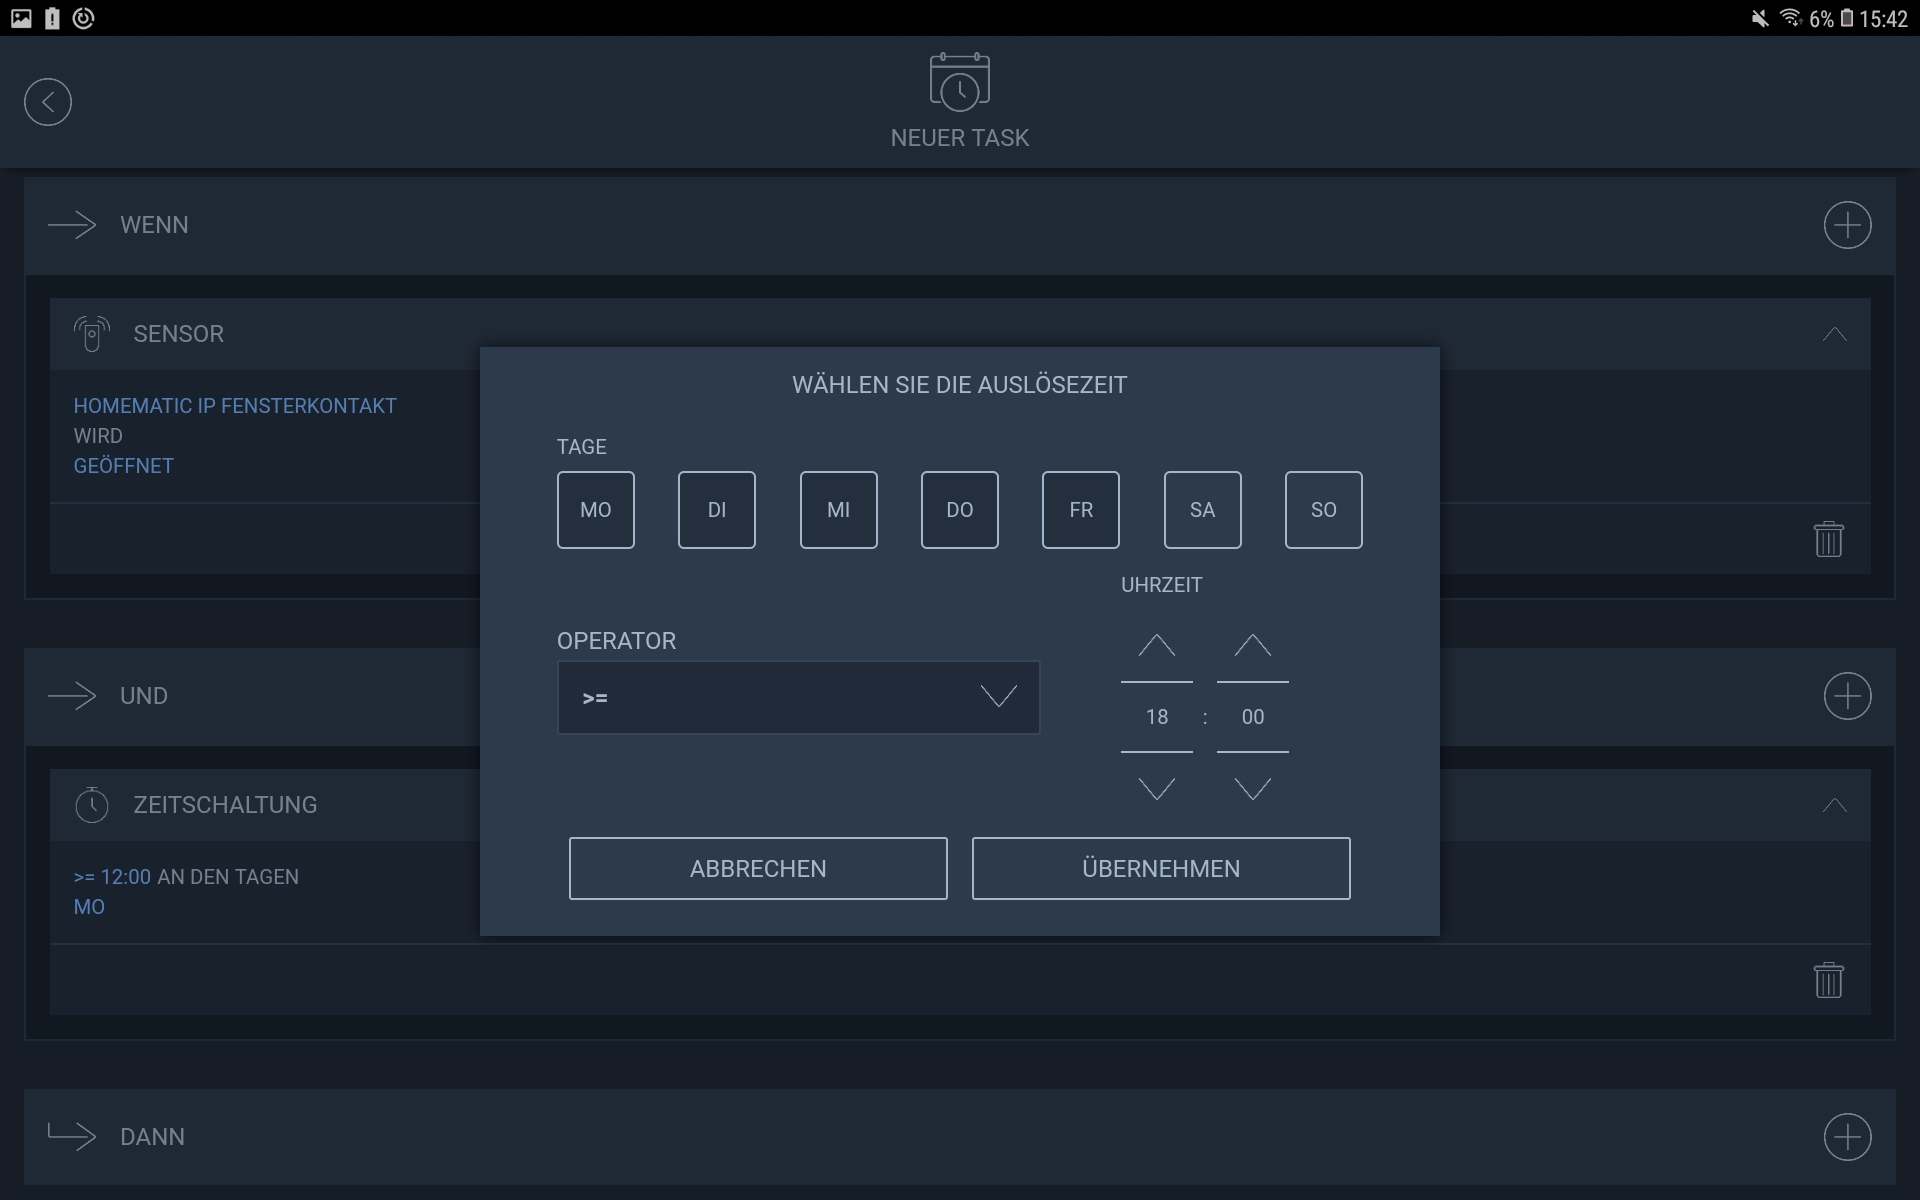 6% 15:42
NEUER TASK
WENN
SENSOR
HOMEMATIC IP FENSTERKONTAKT
WIRD
GEÖFFNET
WÄHLEN SIE DIE AUSLÖSEZEIT
TAGE
MO DI MI DO FR SA SO
UHRZEIT
OPERATOR
>=
18 : 00
ABBRECHEN ÜBERNEHMEN
UND
ZEITSCHALTUNG
>= 12:00 AN DEN TAGEN
MO
DANN